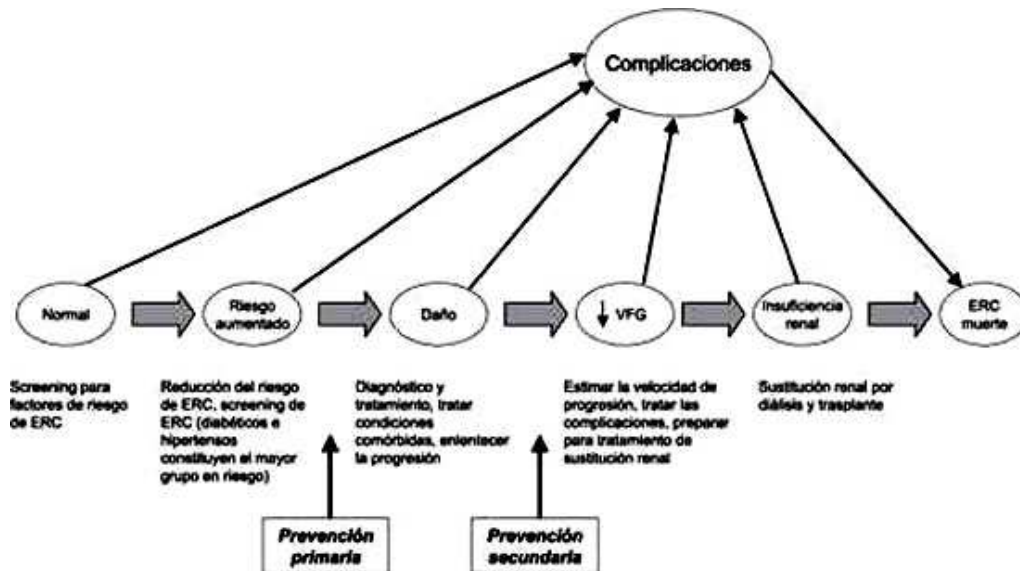 Complicaciones
Normal
Riesgo
aumentado
Daño
↓ VFG
Insuficiencia
renal
ERC
muerte
Screening para
factores de riesgo
de ERC
Reducción del riesgo
de ERC, screening de
ERC (diabéticos e
hipertensos
constituyen el mayor
grupo en riesgo)
Diagnóstico y
tratamiento, tratar
condiciones
comórbidas, enlentecer
la progresión
Estimar la velocidad de
progresión, tratar las
complicaciones, preparar
para tratamiento de
sustitución renal
Sustitución renal por
diálisis y trasplante
Prevención
primaria
Prevención
secundaria